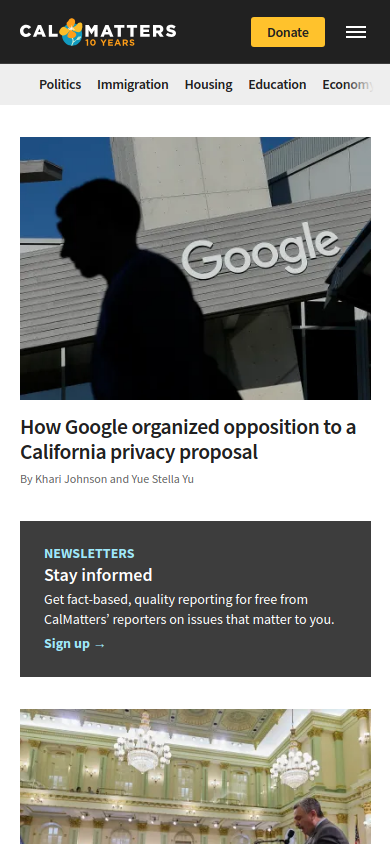 CALMATTERS
10 YEARS
Donate
Politics Immigration Housing Education Economy
Google
How Google organized opposition to a
California privacy proposal
By Khari Johnson and Yue Stella Yu
NEWSLETTERS
Stay informed
Get fact-based, quality reporting for free from
CalMatters’ reporters on issues that matter to you.
Sign up →